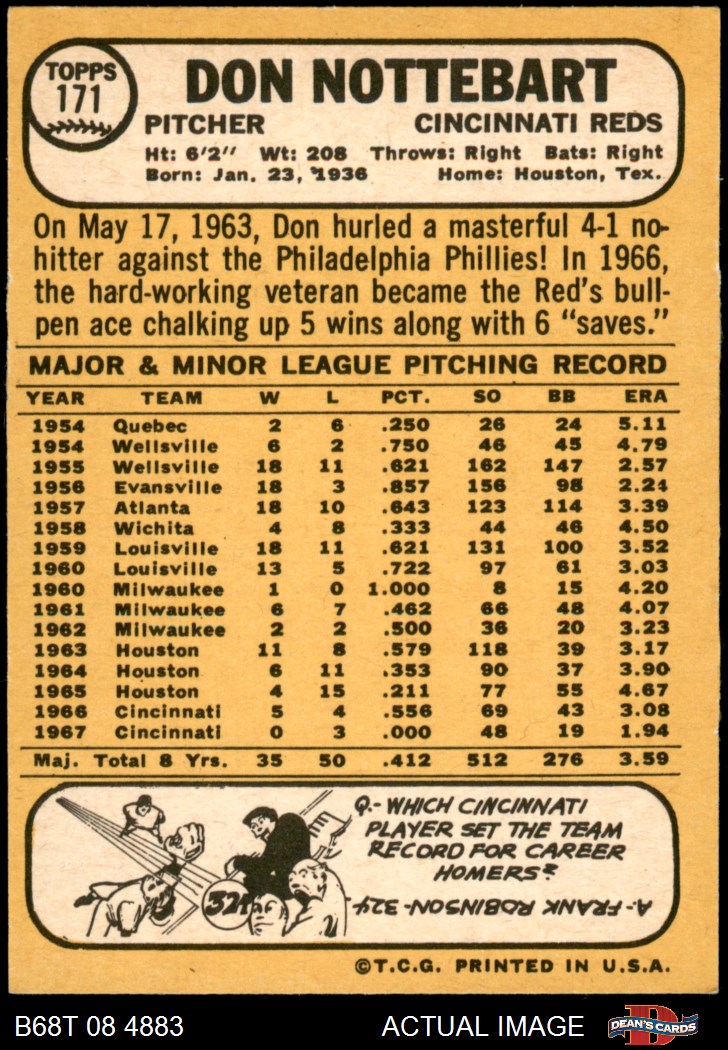 TOPPS
171
DON NOTTEBART
PITCHER CINCINNATI REDS
Ht: 6'2" Wt: 208 Throws: Right Bats: Right
Born: Jan. 23, 1936 Home: Houston, Tex.
On May 17, 1963, Don hurled a masterful 4-1 no-
hitter against the Philadelphia Phillies! In 1966,
the hard-working veteran became the Red's bull-
pen ace chalking up 5 wins along with 6 "saves."
MAJOR & MINOR LEAGUE PITCHING RECORD
YEAR TEAM W L PCT. SO BB ERA
1954 Quebec 2 6 .250 26 24 5.11
1954 Wellsville 6 2 .750 46 45 4.79
1955 Wellsville 18 11 .621 162 147 2.57
1956 Evansville 18 3 .857 156 98 2.24
1957 Atlanta 18 10 .643 123 114 3.39
1958 Wichita 4 8 .333 44 46 4.50
1959 Louisville 18 11 .621 131 100 3.52
1960 Louisville 13 5 .722 97 61 3.03
1960 Milwaukee 1 0 1.000 8 15 4.20
1961 Milwaukee 6 7 .462 66 48 4.07
1962 Milwaukee 2 2 .500 36 20 3.23
1963 Houston 11 8 .579 118 39 3.17
1964 Houston 6 11 .353 90 37 3.90
1965 Houston 4 15 .211 77 55 4.67
1966 Cincinnati 5 4 .556 69 43 3.08
1967 Cincinnati 0 3 .000 48 19 1.94
Maj. Total 8 Yrs. 35 50 .412 512 276 3.59
Q.- WHICH CINCINNATI
PLAYER SET THE TEAM
RECORD FOR CAREER
HOMERS?
A.- FRANK ROBINSON-324
324
©T.C.G. PRINTED IN U.S.A.
B68T 08 4883 ACTUAL IMAGE DEAN'S CARDS